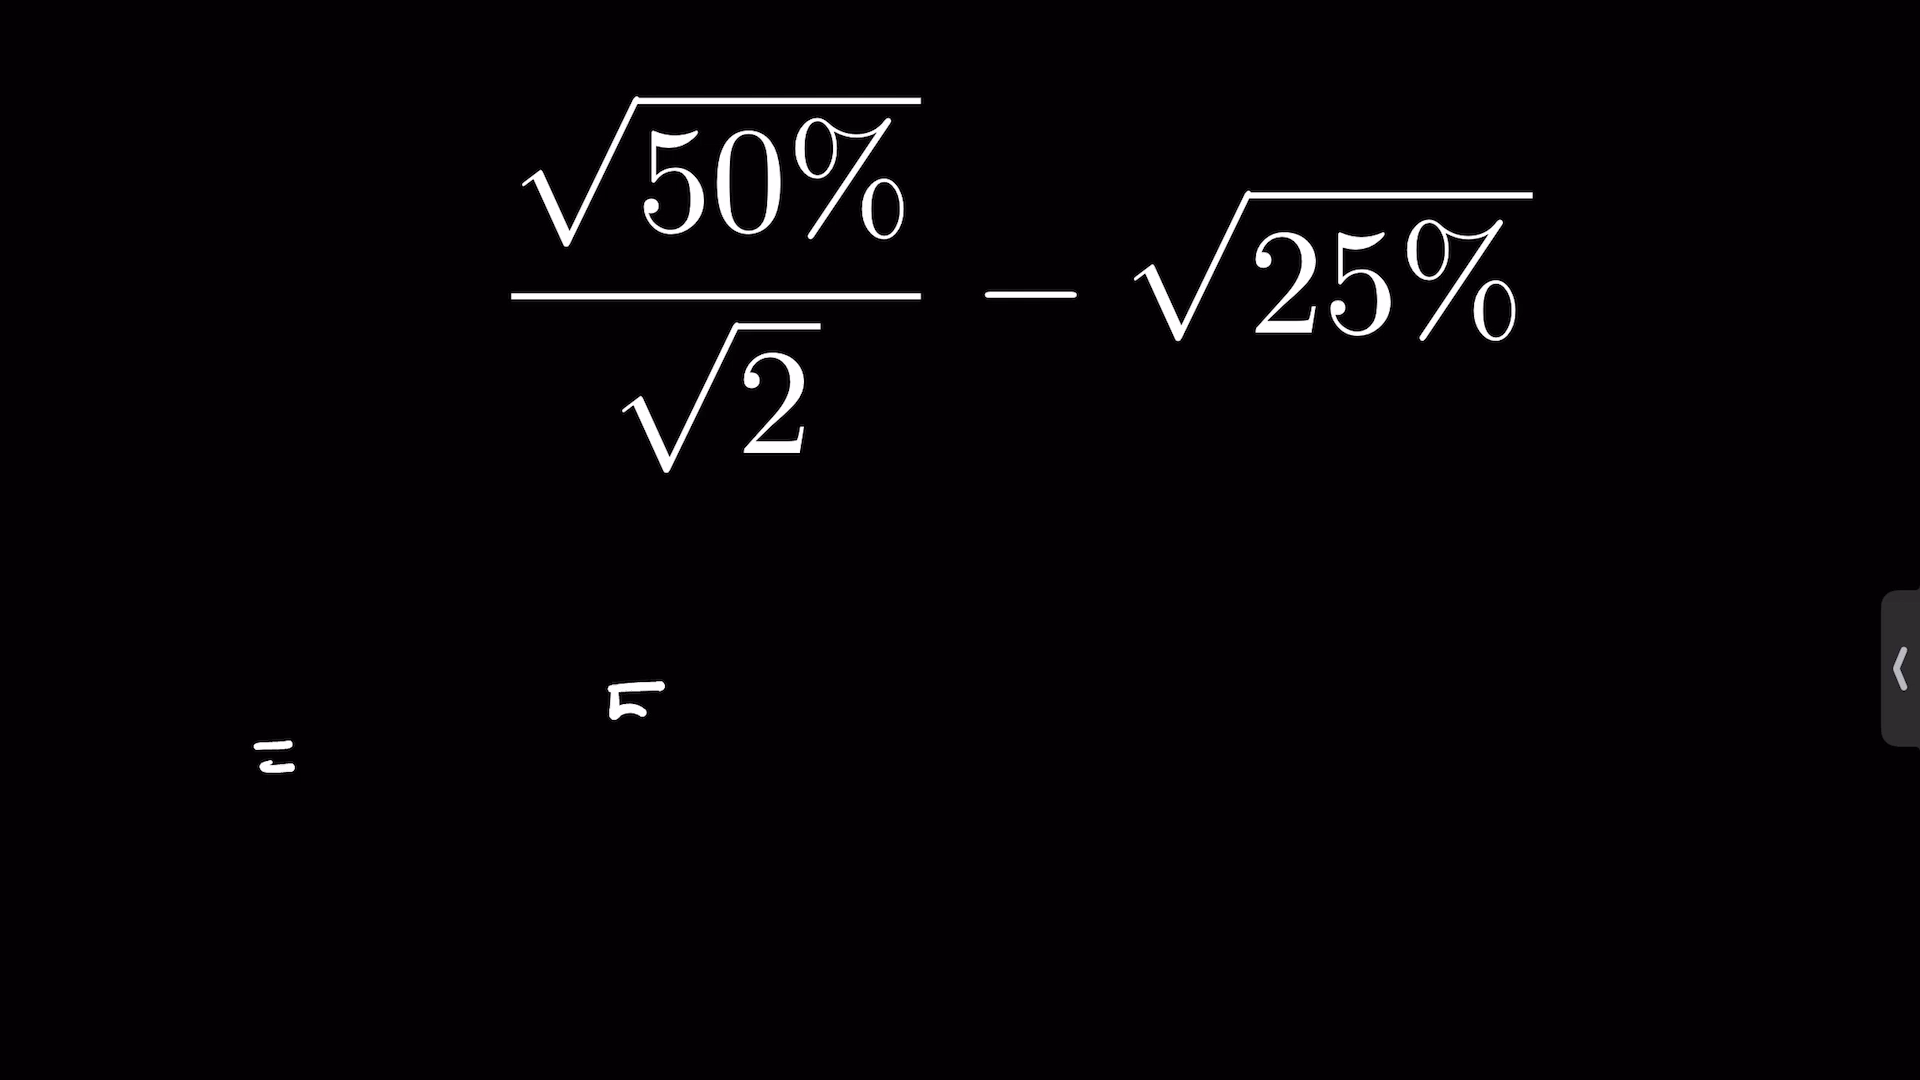 √50% / √2 − √25%
= 5